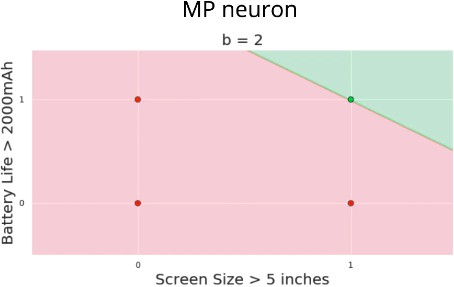 MP neuron
b = 2
Battery Life > 2000mAh
1
0
0
1
Screen Size > 5 inches